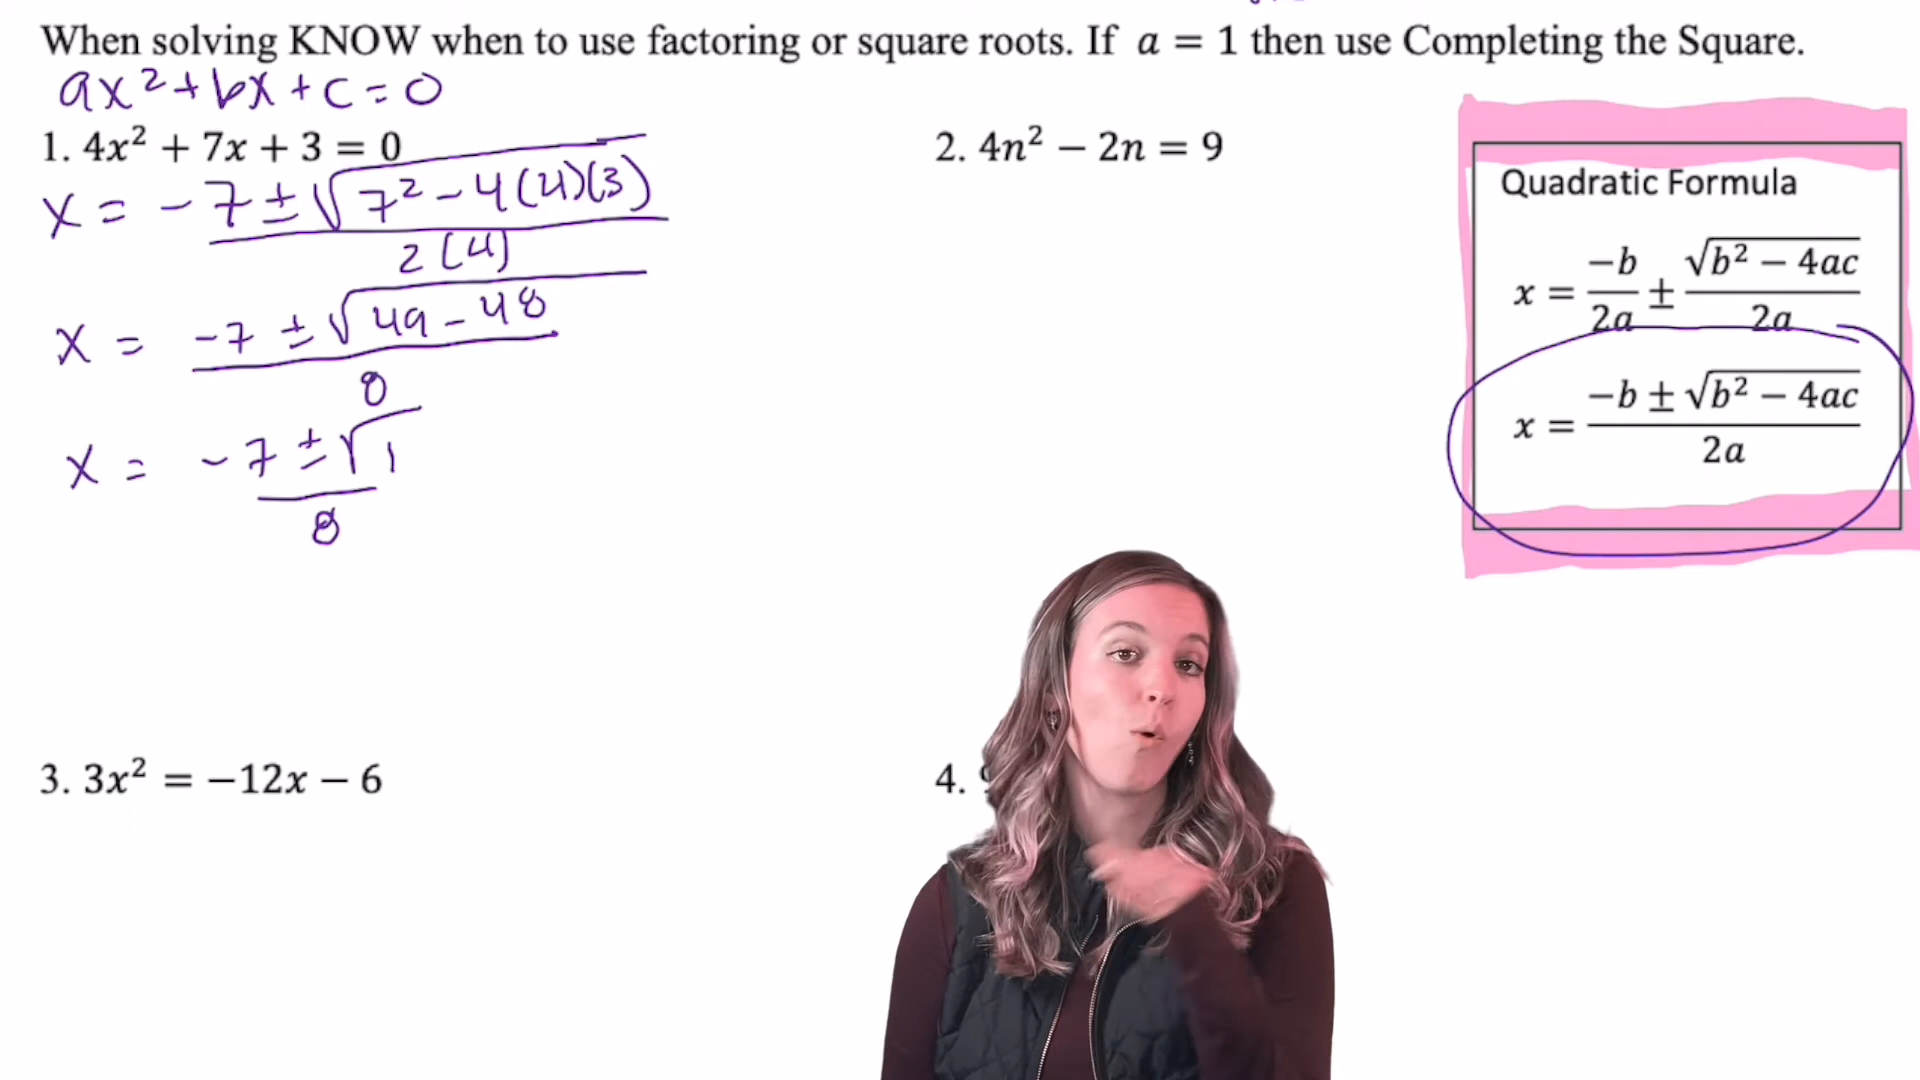 When solving KNOW when to use factoring or square roots. If a = 1 then use Completing the Square.
ax² + bx + c = 0
1. 4x² + 7x + 3 = 0
x = -7 ± √(7² - 4(4)(3)) / 2(4)
x = -7 ± √(49 - 48) / 8
x = -7 ± √1 / 8
2. 4n² − 2n = 9
Quadratic Formula
x = −b/2a ± √(b² − 4ac)/2a
x = (−b ± √(b² − 4ac))/2a
3. 3x² = −12x − 6
4.